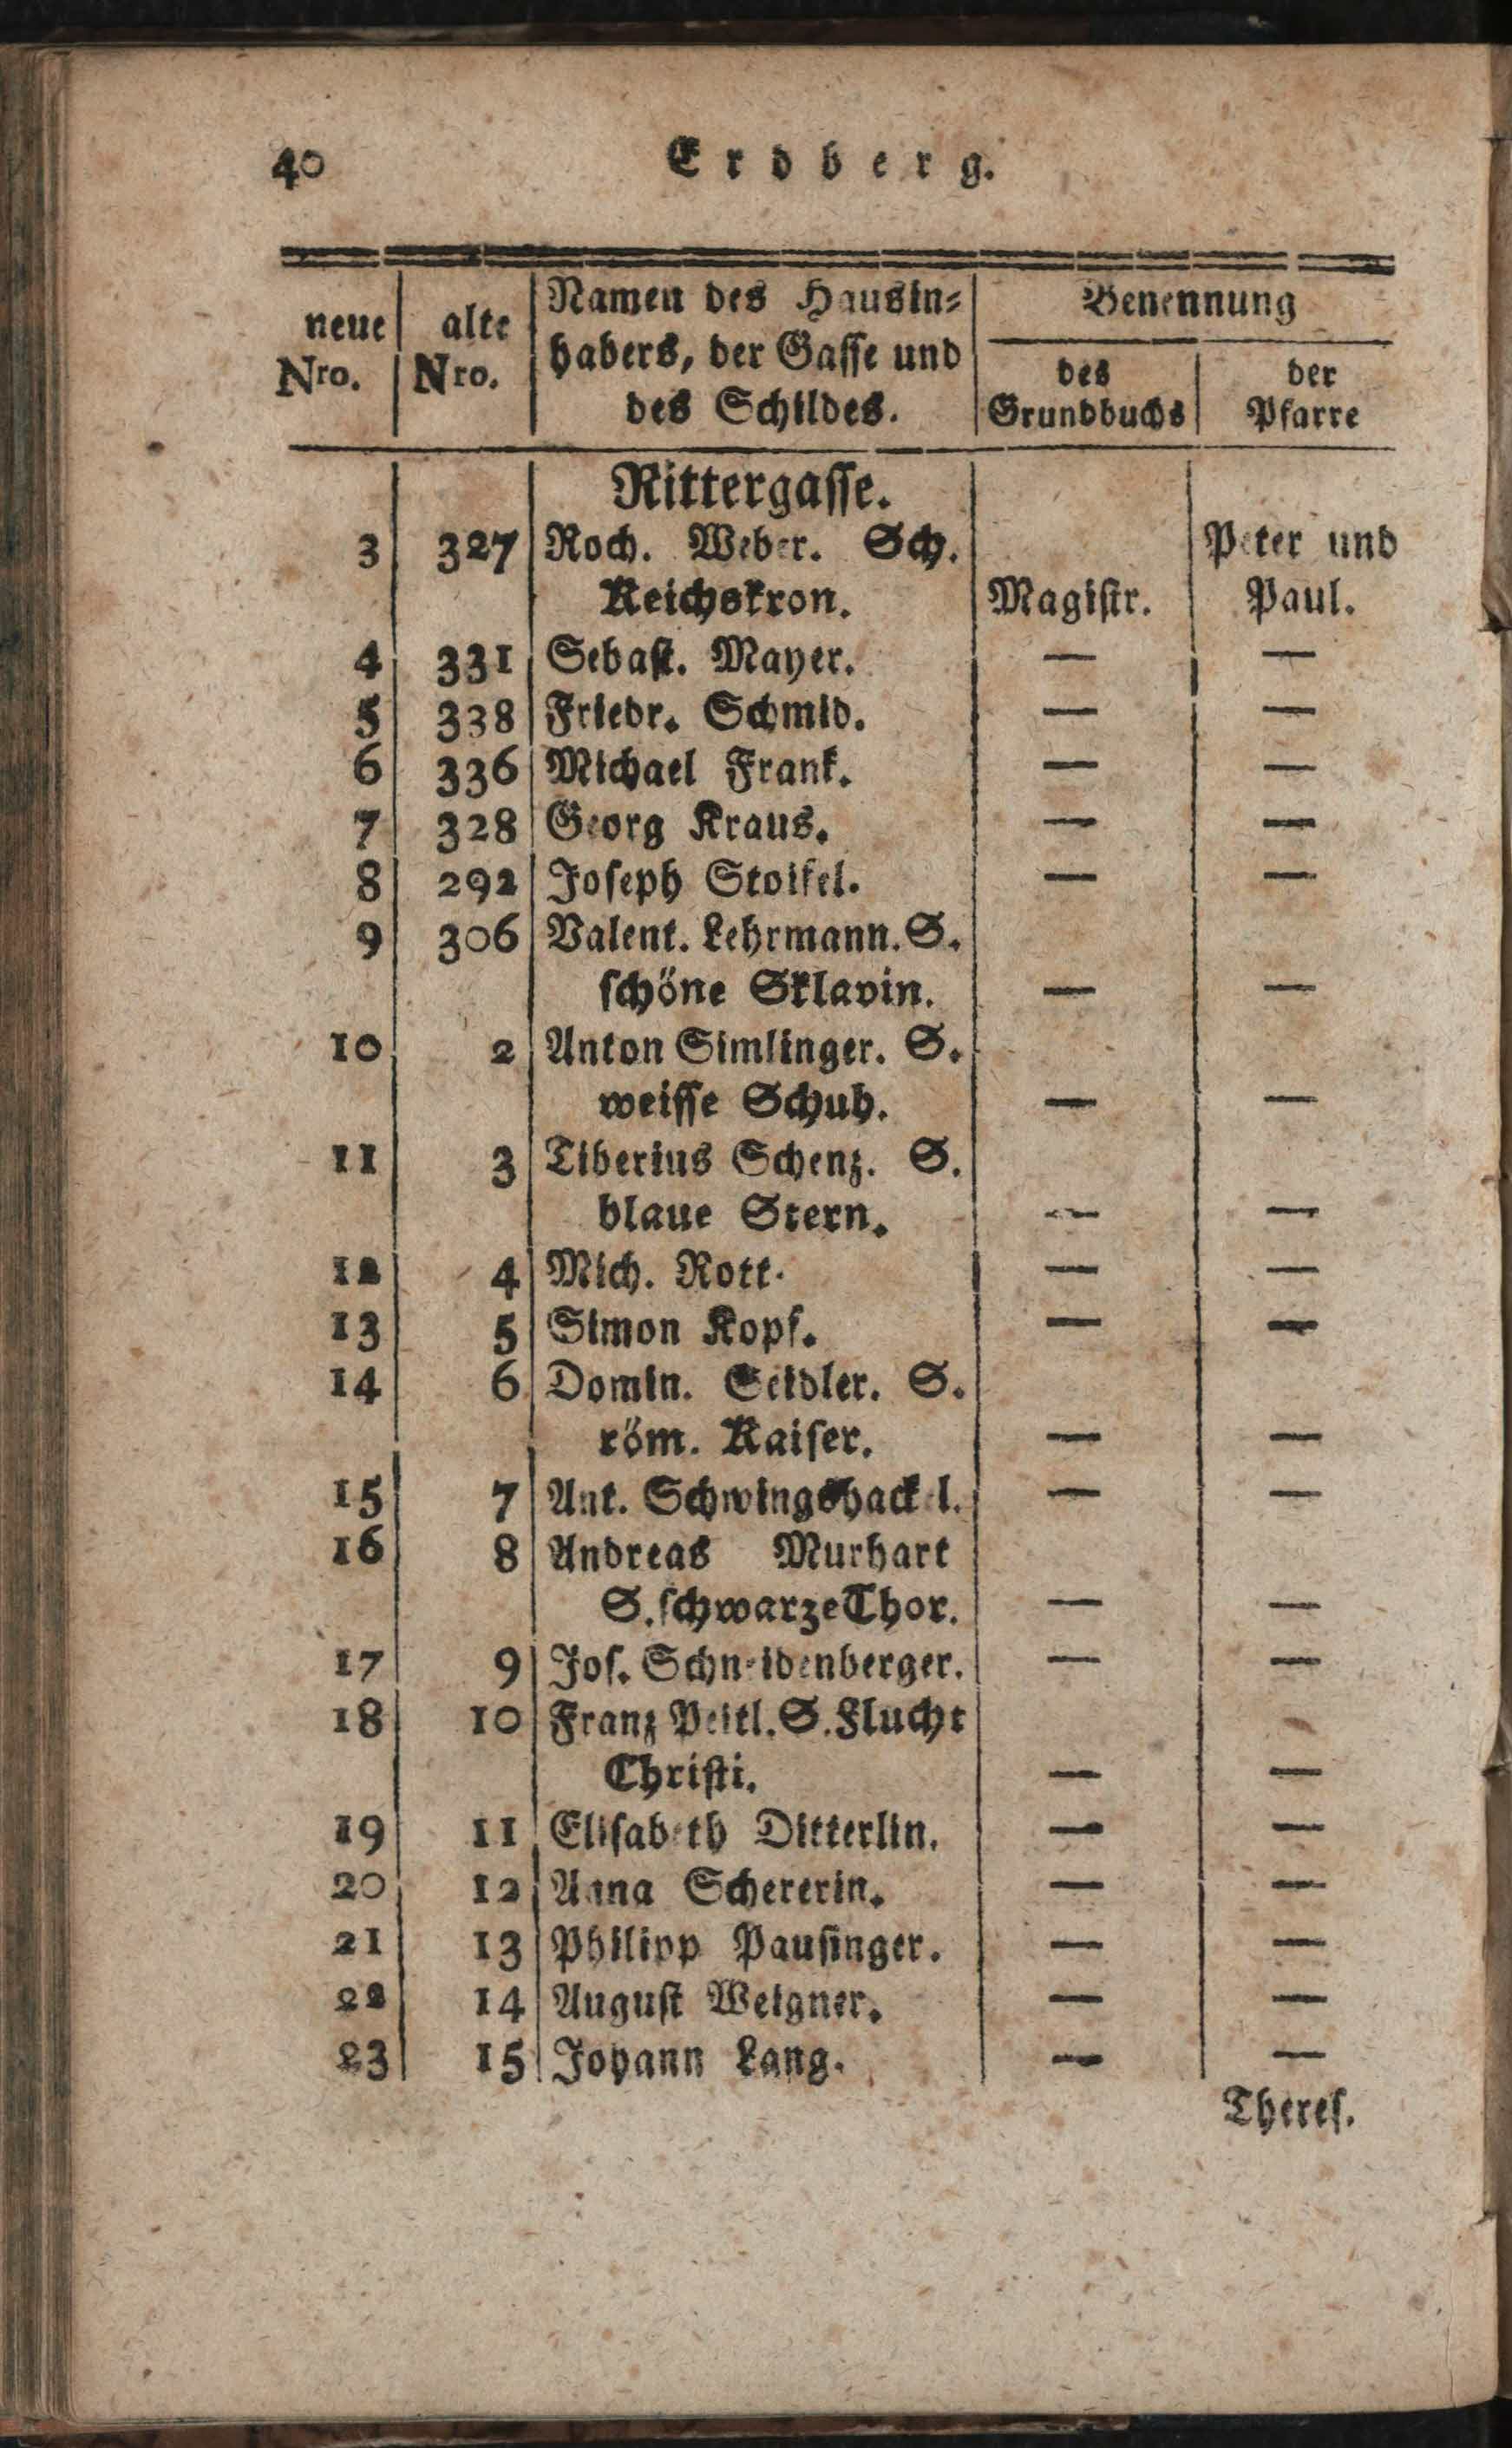 40 Erdberg.
neue Nro. alte Nro. Namen des Hausin= Benennung
habers, der Gasse und des der
des Schildes. Grundbuchs Pfarre
Rittergasse.
3 327 Roch. Weber. Sch. Peter und
Reichskron. Magistr. Paul.
4 331 Sebast. Mayer. — —
5 338 Friedr. Schmid. — —
6 336 Michael Frank. — —
7 328 Georg Kraus. — —
8 292 Joseph Stoikel. — —
9 306 Valent. Lehrmann. S.
schöne Sklavin. — —
10 2 Anton Simlinger. S.
weisse Schuh. — —
11 3 Tiberius Schenz. S.
blaue Stern. — —
12 4 Mich. Rott. — —
13 5 Simon Kopf. — —
14 6 Domin. Seidler. S.
röm. Kaiser. — —
15 7 Ant. Schwingshackel. — —
16 8 Andreas Murhart
S. schwarze Thor. — —
17 9 Jos. Schneidenberger. — —
18 10 Franz Veitl. S. Flucht
Christi. — —
19 11 Elisabeth Ditterlin. — —
20 12 Anna Schererin. — —
21 13 Philipp Pausinger. — —
22 14 August Weigner. — —
23 15 Johann Lang. — —
Theres.